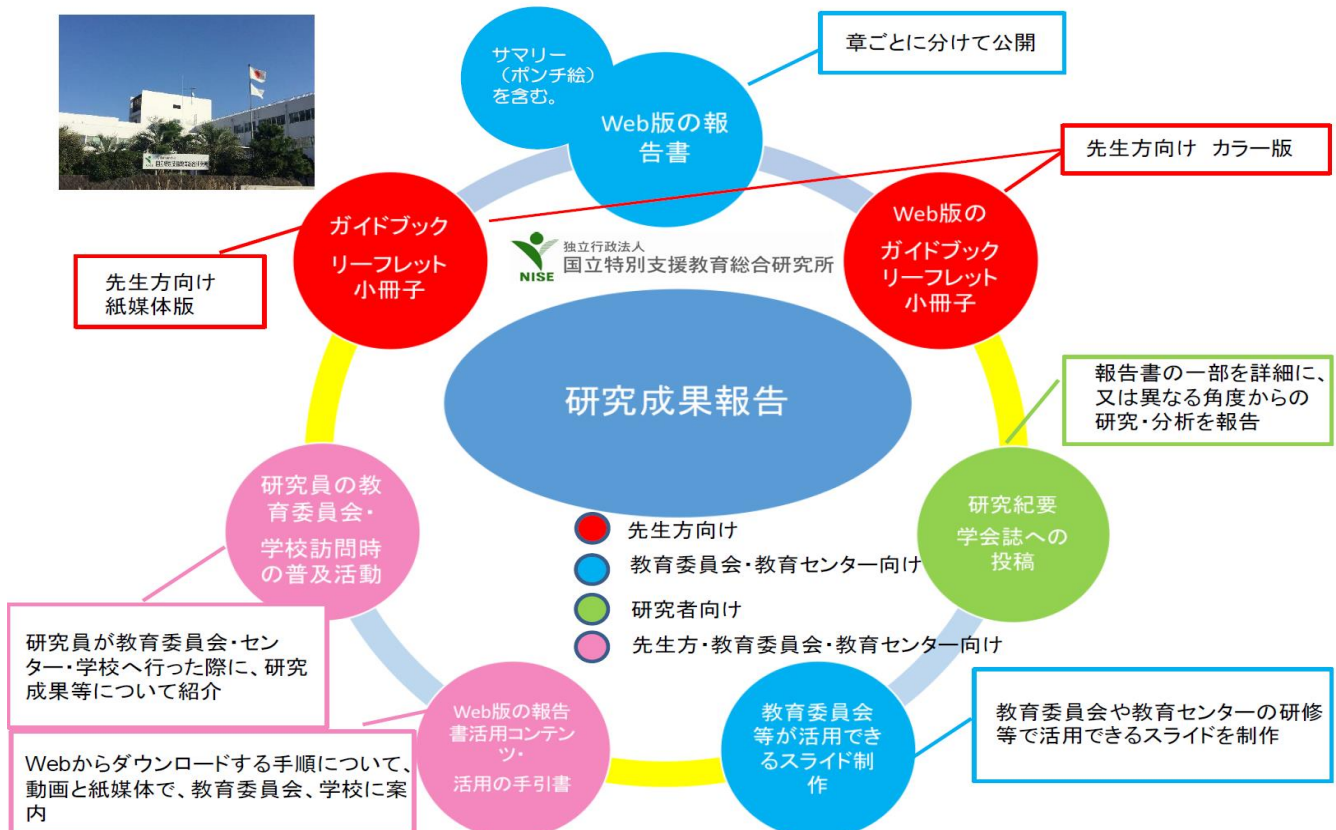 サマリー
（ポンチ絵）
を含む。
Web版の報
告書
章ごとに分けて公開
先生方向け カラー版
ガイドブック
リーフレット
小冊子
Web版の
ガイドブック
リーフレット
小冊子
先生方向け
紙媒体版
NISE
独立行政法人
国立特別支援教育総合研究所
研究成果報告
報告書の一部を詳細に、
又は異なる角度からの
研究・分析を報告
研究員の教
育委員会・
学校訪問時
の普及活動
研究紀要
学会誌への
投稿
先生方向け
教育委員会・教育センター向け
研究者向け
先生方・教育委員会・教育センター向け
研究員が教育委員会・セン
ター・学校へ行った際に、研究
成果等について紹介
Web版の報告
書活用コンテン
ツ・
活用の手引書
教育委員会
等が活用でき
るスライド制
作
教育委員会や教育センターの研修
等で活用できるスライドを制作
Webからダウンロードする手順について、
動画と紙媒体で、教育委員会、学校に案
内